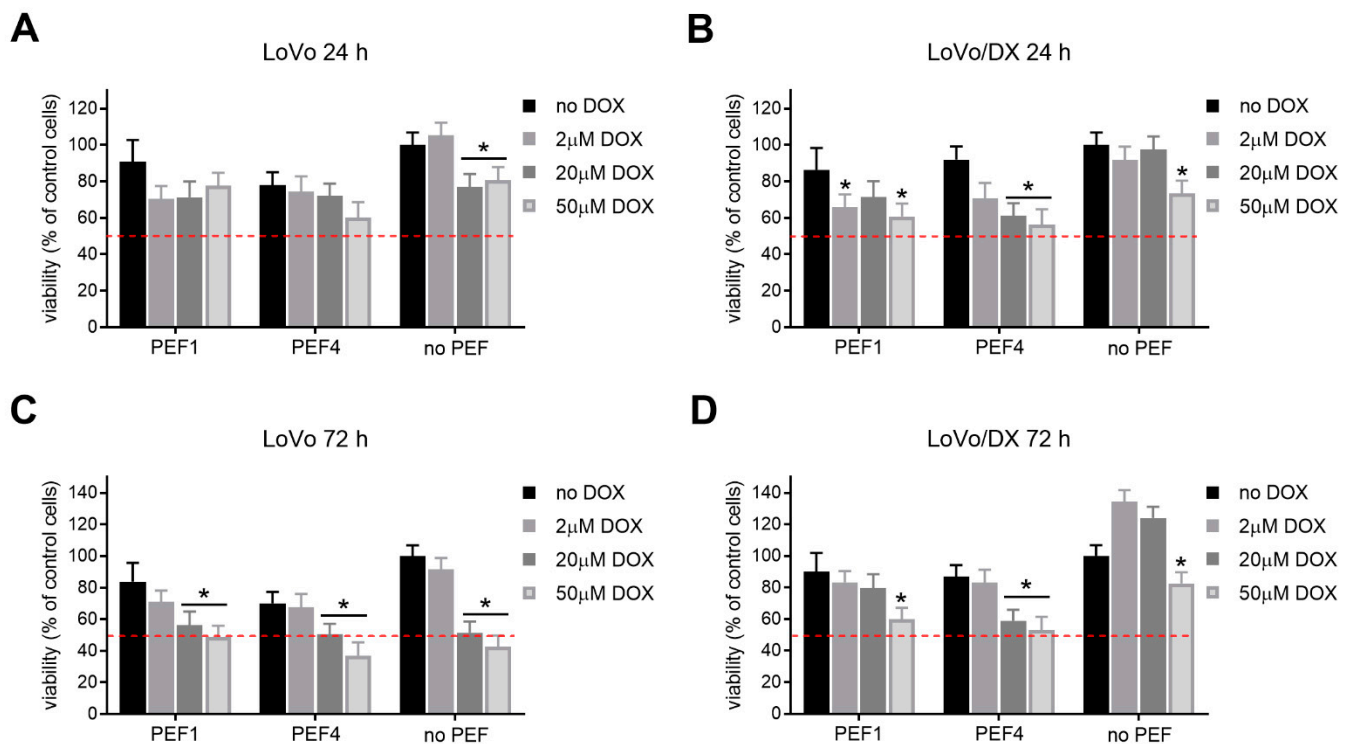 A
LoVo 24 h
viability (% of control cells)
120
100
80
60
40
20
0
PEF1 PEF4 no PEF
*
no DOX
2μM DOX
20μM DOX
50μM DOX
B
LoVo/DX 24 h
viability (% of control cells)
120
100
80
60
40
20
0
PEF1 PEF4 no PEF
* * * *
no DOX
2μM DOX
20μM DOX
50μM DOX
C
LoVo 72 h
viability (% of control cells)
140
120
100
80
60
40
20
0
PEF1 PEF4 no PEF
* * *
no DOX
2μM DOX
20μM DOX
50μM DOX
D
LoVo/DX 72 h
viability (% of control cells)
140
120
100
80
60
40
20
0
PEF1 PEF4 no PEF
* * *
no DOX
2μM DOX
20μM DOX
50μM DOX